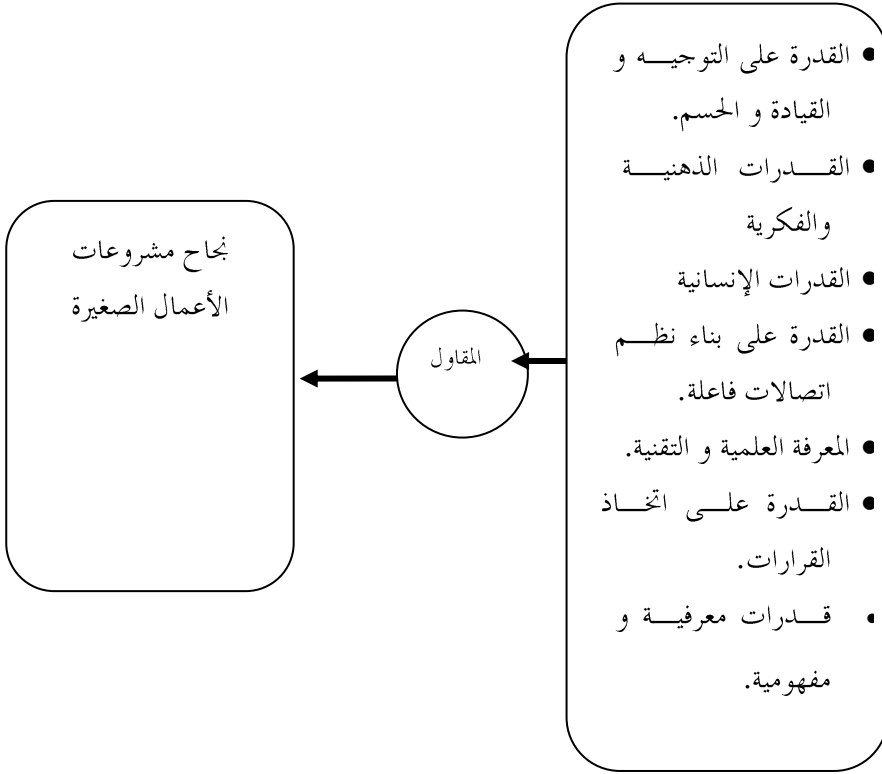 ● القدرة على التوجيه و
القيادة و الحسم.
● القدرات الذهنية
والفكرية
● القدرات الإنسانية
● القدرة على بناء نظم
اتصالات فاعلة.
● المعرفة العلمية و التقنية.
● القدرة على اتخاذ
القرارات.
● قدرات معرفية و
مفهومية.
المقاول
نجاح مشروعات
الأعمال الصغيرة